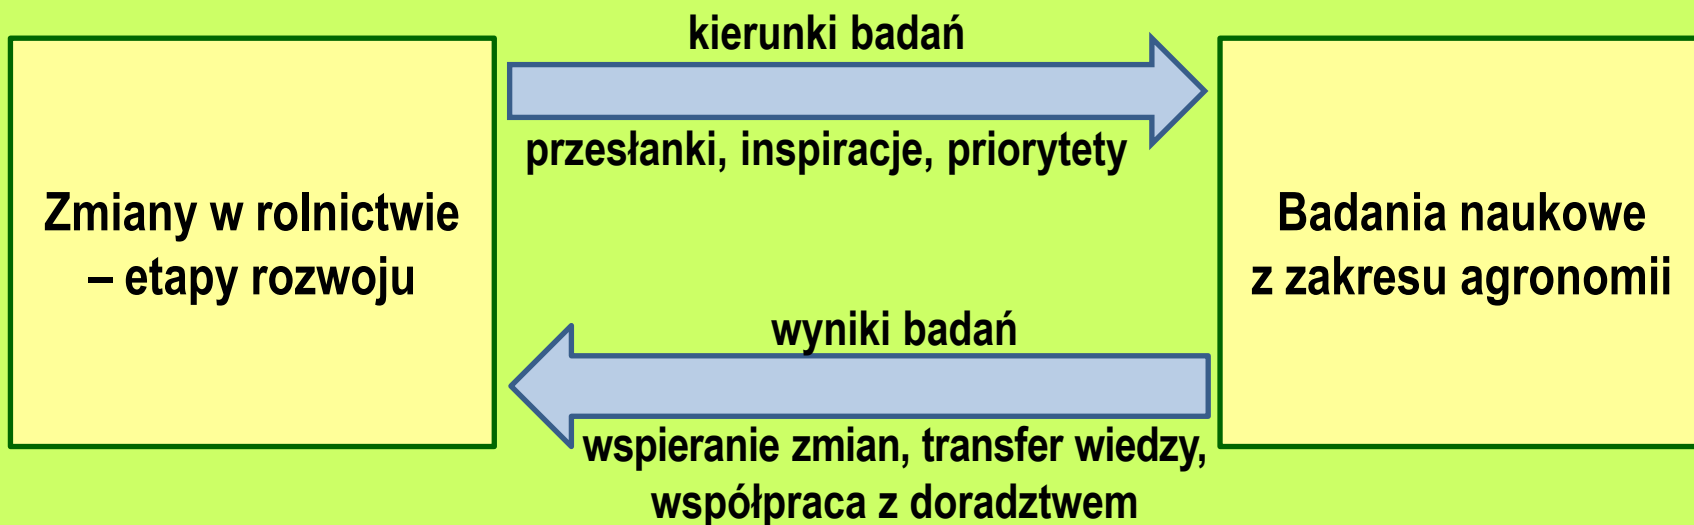 kierunki badań
przesłanki, inspiracje, priorytety
Zmiany w rolnictwie
– etapy rozwoju
Badania naukowe
z zakresu agronomii
wyniki badań
wspieranie zmian, transfer wiedzy,
współpraca z doradztwem